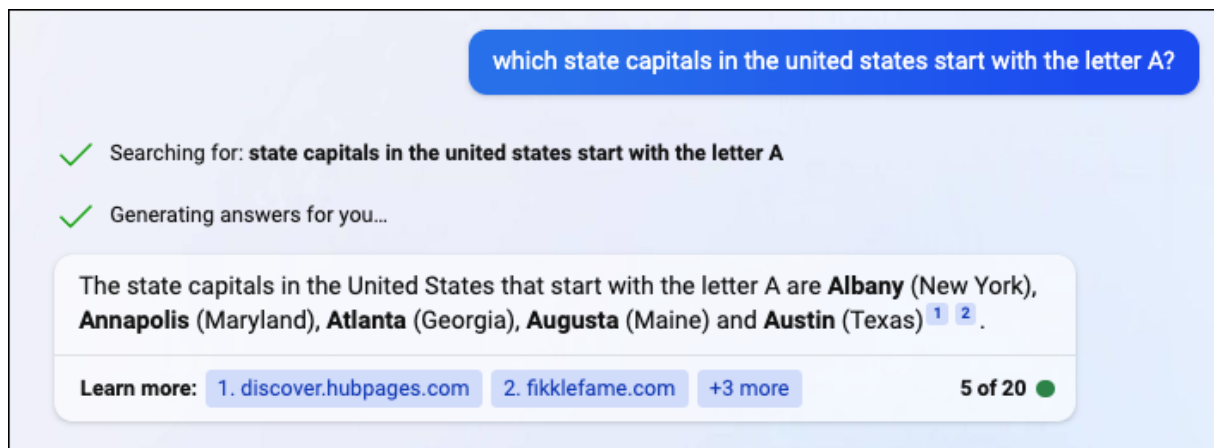 which state capitals in the united states start with the letter A?
Searching for: state capitals in the united states start with the letter A
Generating answers for you...
The state capitals in the United States that start with the letter A are Albany (New York),
Annapolis (Maryland), Atlanta (Georgia), Augusta (Maine) and Austin (Texas) 1 2 .
Learn more: 1. discover.hubpages.com 2. fikklefame.com +3 more 5 of 20